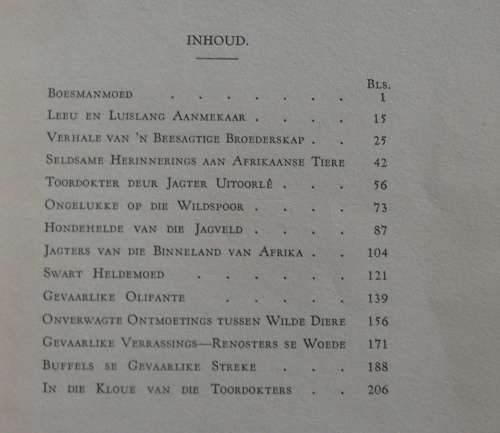 INHOUD.
BLS.
BOESMANMOED . . . . . . . 1
LEEU EN LUISLANG AANMEKAAR . . . . 15
VERHALE VAN 'N BEESAGTIGE BROEDERSKAP . . 25
SELDSAME HERINNERINGS AAN AFRIKAANSE TIERE 42
TOORDOKTER DEUR JAGTER UITOORLÊ . . . 56
ONGELUKKE OP DIE WILDSPOOR . . . . 73
HONDEHELDE VAN DIE JAGVELD . . . . 87
JAGTERS VAN DIE BINNELAND VAN AFRIKA . . 104
SWART HELDEMOED . . . . . . 121
GEVAARLIKE OLIFANTE . . . . . 139
ONVERWAGTE ONTMOETINGS TUSSEN WILDE DIERE 156
GEVAARLIKE VERRASSINGS—RENOSTERS SE WOEDE 171
BUFFELS SE GEVAARLIKE STREKE . . . . 188
IN DIE KLOUE VAN DIE TOORDOKTERS . . 206